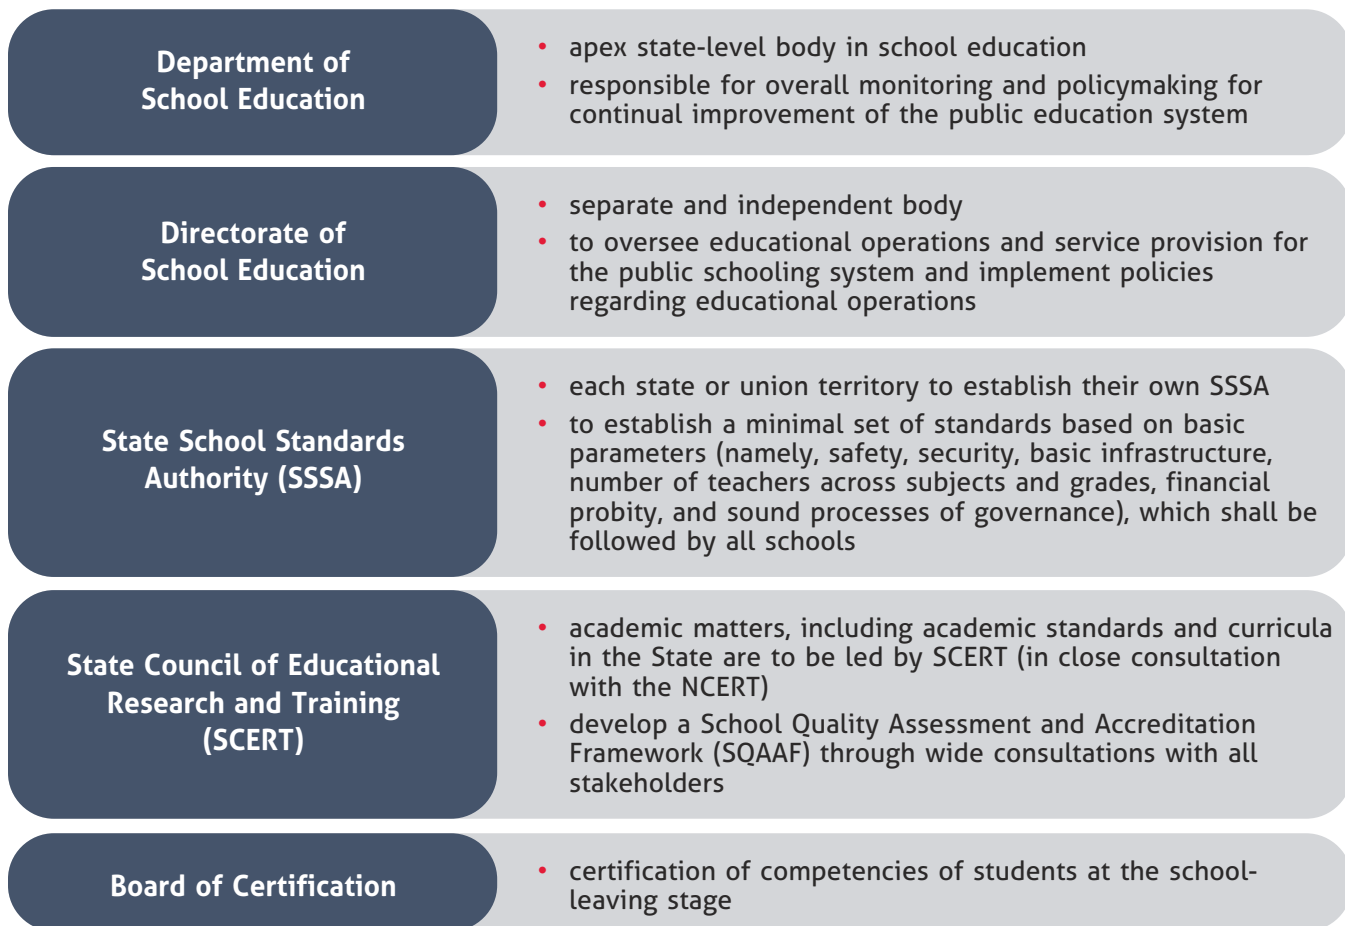 Department of
School Education
• apex state-level body in school education
• responsible for overall monitoring and policymaking for
continual improvement of the public education system
Directorate of
School Education
• separate and independent body
• to oversee educational operations and service provision for
the public schooling system and implement policies
regarding educational operations
State School Standards
Authority (SSSA)
• each state or union territory to establish their own SSSA
• to establish a minimal set of standards based on basic
parameters (namely, safety, security, basic infrastructure,
number of teachers across subjects and grades, financial
probity, and sound processes of governance), which shall be
followed by all schools
State Council of Educational
Research and Training
(SCERT)
• academic matters, including academic standards and curricula
in the State are to be led by SCERT (in close consultation
with the NCERT)
• develop a School Quality Assessment and Accreditation
Framework (SQAAF) through wide consultations with all
stakeholders
Board of Certification
• certification of competencies of students at the school-
leaving stage